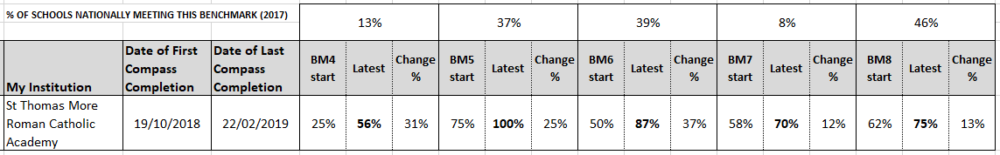 % OF SCHOOLS NATIONALLY MEETING THIS BENCHMARK (2017) 13% 37% 39% 8% 46%
My Institution
Date of First
Compass
Completion
Date of Last
Compass
Completion
BM4
start
Latest
Change
%
BM5
start
Latest
Change
%
BM6
start
Latest
Change
%
BM7
start
Latest
Change
%
BM8
start
Latest
Change
%
St Thomas More
Roman Catholic
Academy
19/10/2018 22/02/2019 25% 56% 31% 75% 100% 25% 50% 87% 37% 58% 70% 12% 62% 75% 13%